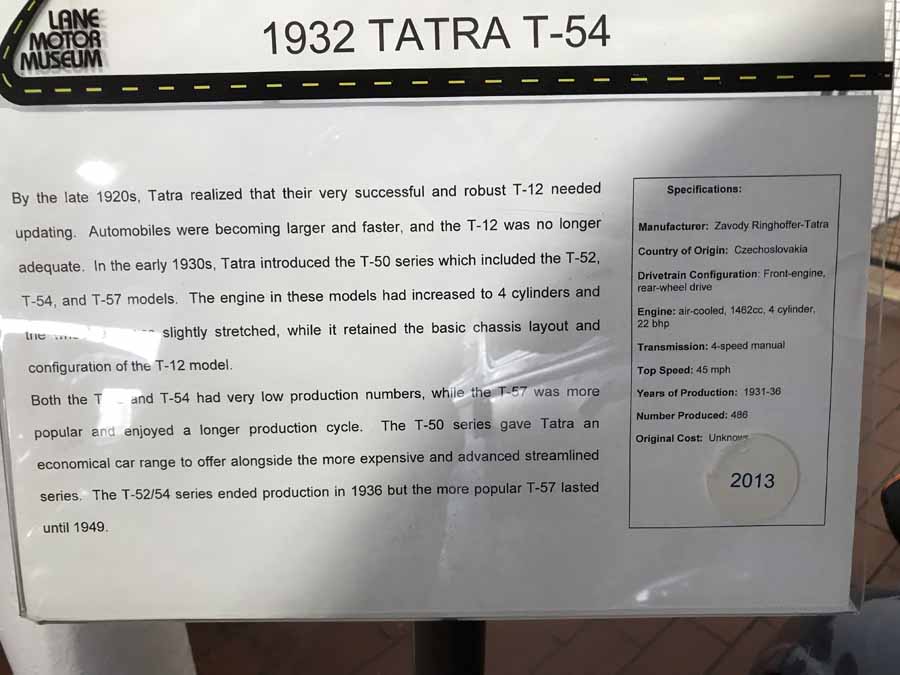 LANE
MOTOR
MUSEUM
1932 TATRA T-54
By the late 1920s, Tatra realized that their very successful and robust T-12 needed
updating. Automobiles were becoming larger and faster, and the T-12 was no longer
adequate. In the early 1930s, Tatra introduced the T-50 series which included the T-52,
T-54, and T-57 models. The engine in these models had increased to 4 cylinders and
the slightly stretched, while it retained the basic chassis layout and
configuration of the T-12 model.
Both the and T-54 had very low production numbers, while the T-57 was more
popular and enjoyed a longer production cycle. The T-50 series gave Tatra an
economical car range to offer alongside the more expensive and advanced streamlined
series. The T-52/54 series ended production in 1936 but the more popular T-57 lasted
until 1949.
Specifications:
Manufacturer: Zavody Ringhoffer-Tatra
Country of Origin: Czechoslovakia
Drivetrain Configuration: Front-engine,
rear-wheel drive
Engine: air-cooled, 1462cc, 4 cylinder,
22 bhp
Transmission: 4-speed manual
Top Speed: 45 mph
Years of Production: 1931-36
Number Produced: 486
Original Cost: Unknown
2013